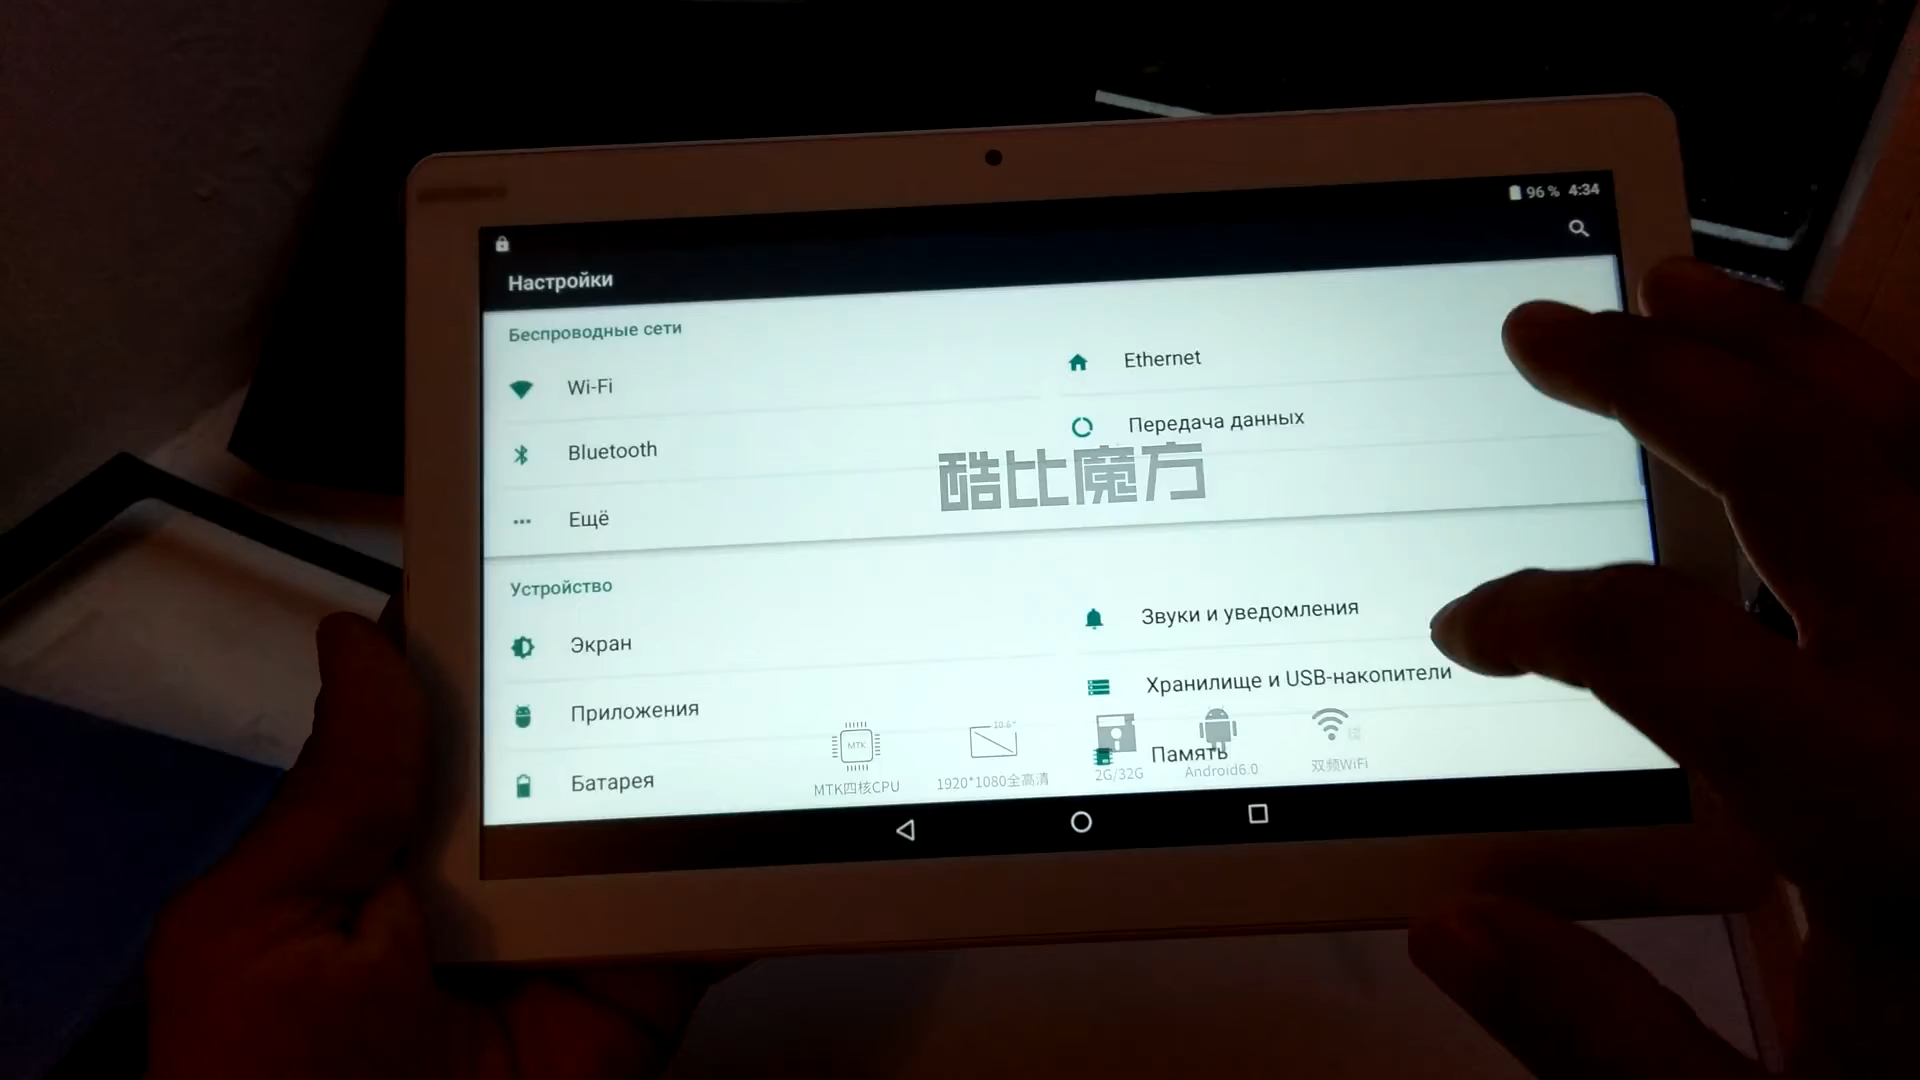 96 % 4:34
Настройки
Беспроводные сети
Wi-Fi
Ethernet
Bluetooth
Передача данных
酷比魔方
Ещё
Устройство
Экран
Звуки и уведомления
Приложения
Хранилище и USB-накопители
Батарея
Память
MTK
10.6"
MTK四核CPU
1920*1080全高清
2G/32G
Android6.0
双频WiFi